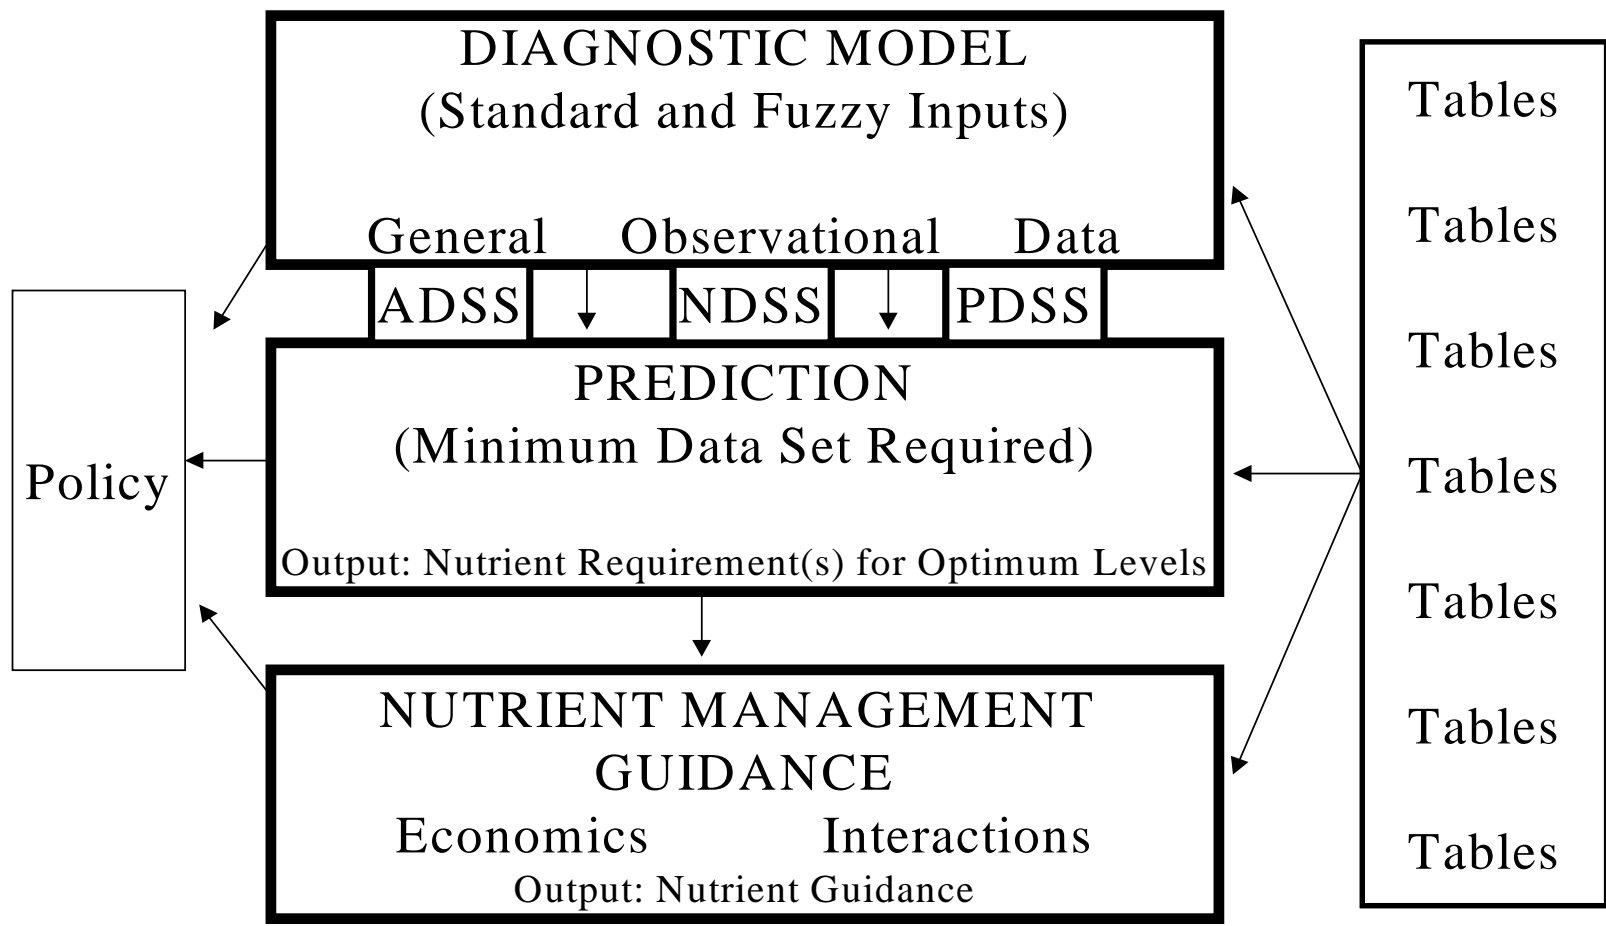 DIAGNOSTIC MODEL
(Standard and Fuzzy Inputs)
General Observational Data
ADSS NDSS PDSS
PREDICTION
(Minimum Data Set Required)
Output: Nutrient Requirement(s) for Optimum Levels
NUTRIENT MANAGEMENT
GUIDANCE
Economics Interactions
Output: Nutrient Guidance
Policy
Tables
Tables
Tables
Tables
Tables
Tables
Tables